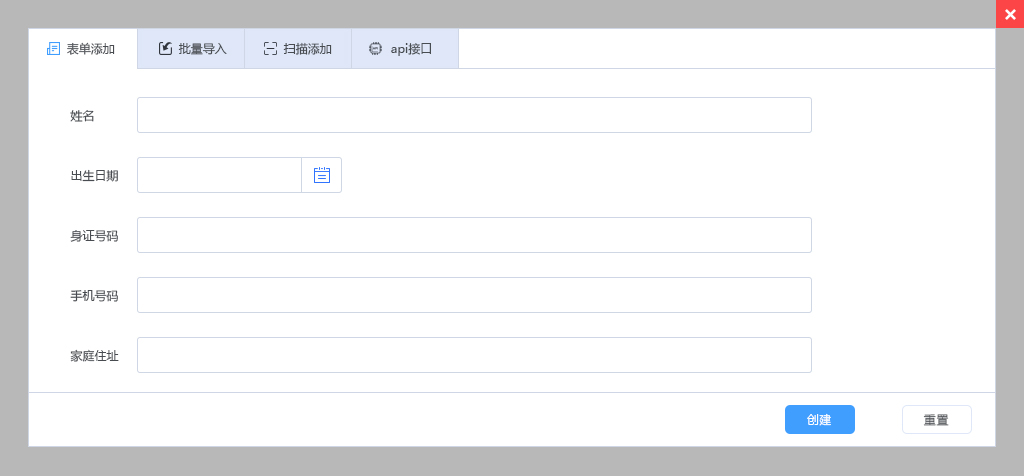 表单添加 批量导入 扫描添加 api接口
姓名
出生日期
身证号码
手机号码
家庭住址
创建 重置